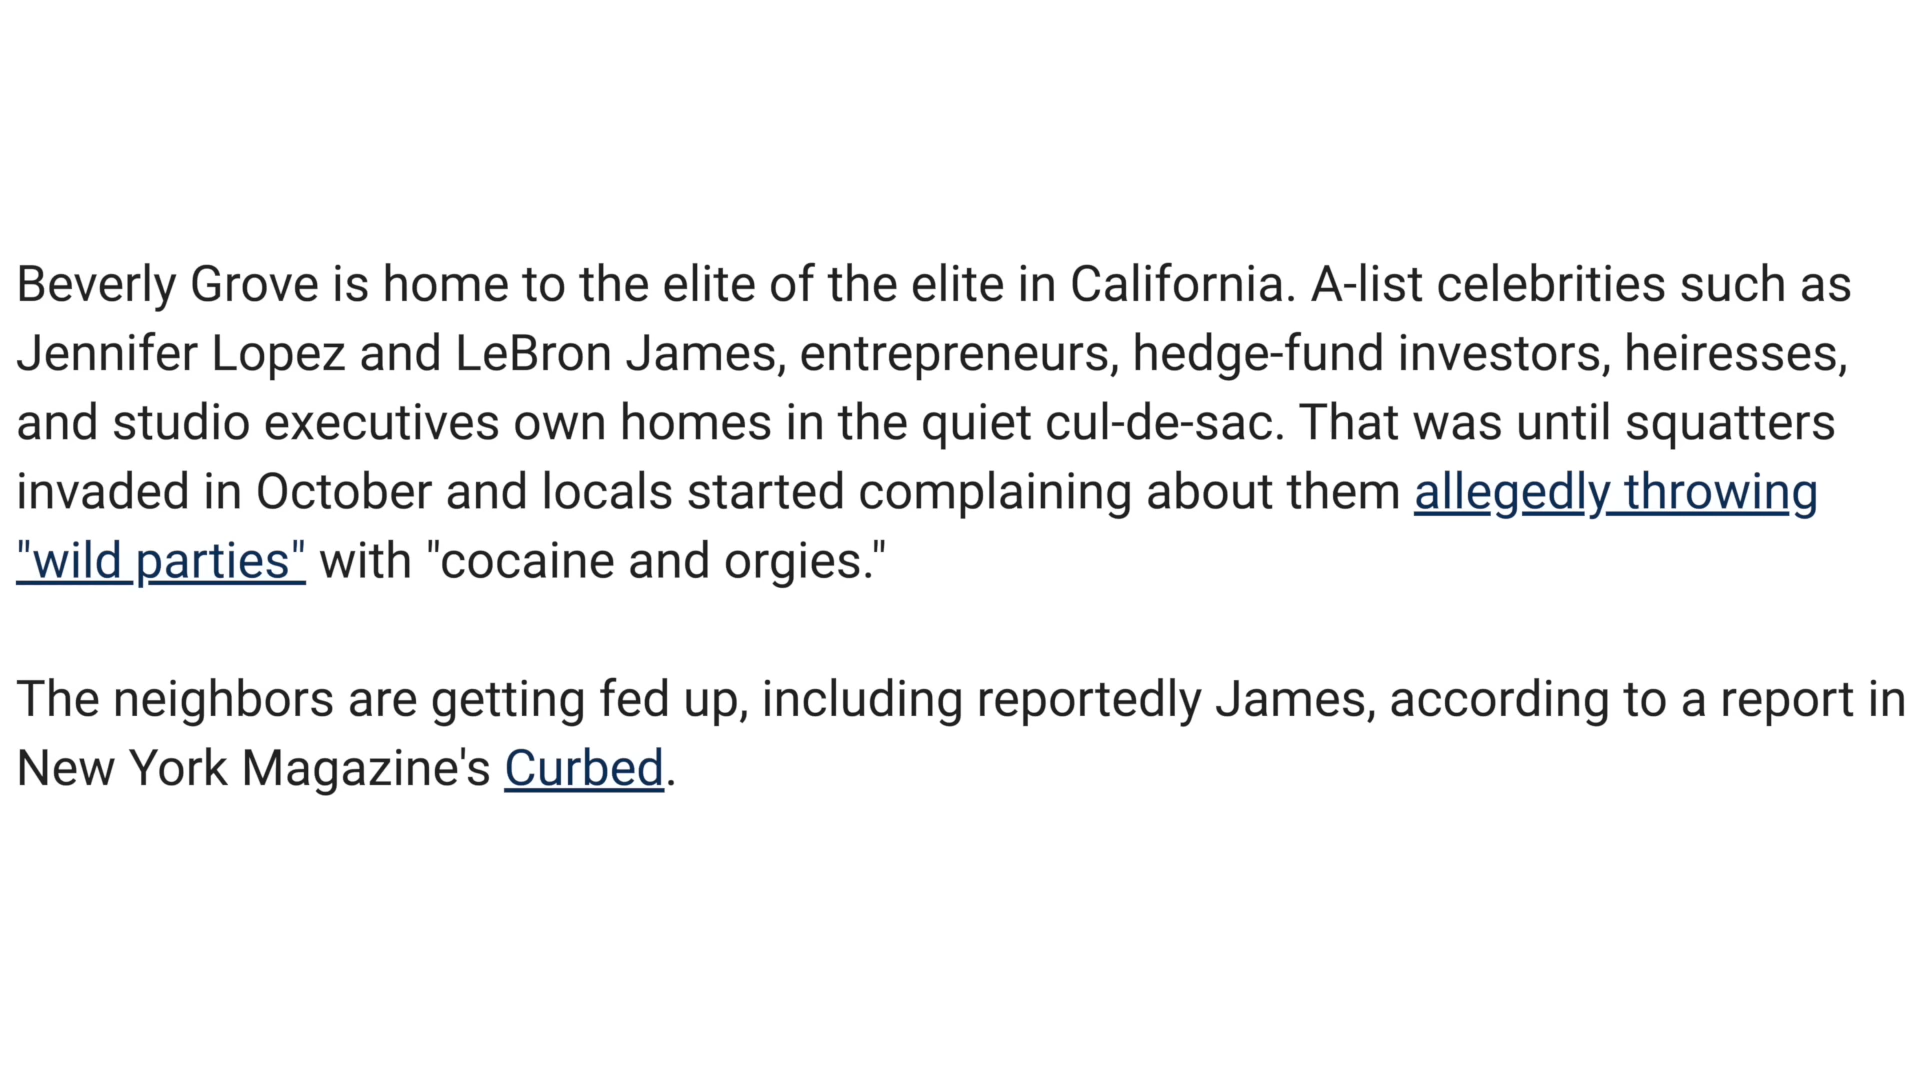 Beverly Grove is home to the elite of the elite in California. A-list celebrities such as
Jennifer Lopez and LeBron James, entrepreneurs, hedge-fund investors, heiresses,
and studio executives own homes in the quiet cul-de-sac. That was until squatters
invaded in October and locals started complaining about them allegedly throwing
"wild parties" with "cocaine and orgies."
The neighbors are getting fed up, including reportedly James, according to a report in
New York Magazine's Curbed.